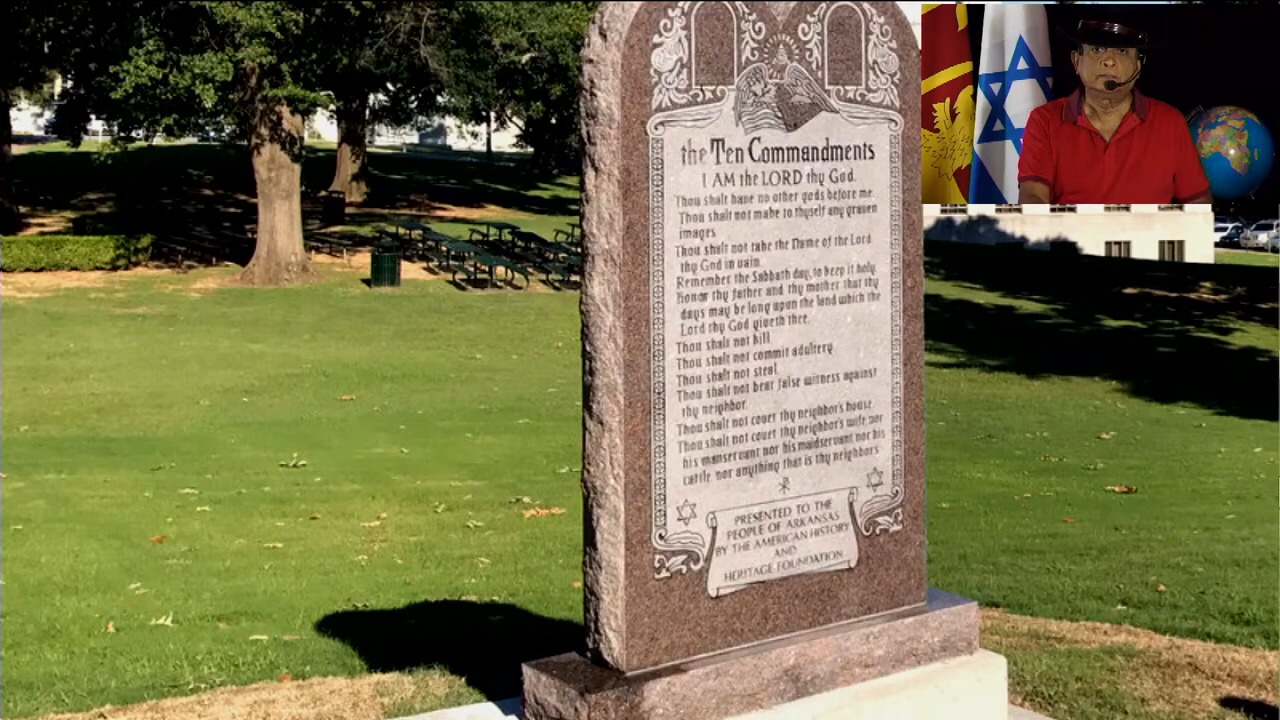 the Ten Commandments
I AM the LORD thy God.
Thou shalt have no other gods before me.
Thou shalt not make to thyself any graven
images.
Thou shalt not take the Name of the Lord
thy God in vain.
Remember the Sabbath day, to keep it holy.
Honor thy father and thy mother that thy
days may be long upon the land which the
Lord thy God giveth thee.
Thou shalt not kill.
Thou shalt not commit adultery.
Thou shalt not steal.
Thou shalt not bear false witness against
thy neighbor.
Thou shalt not covet thy neighbor's house.
Thou shalt not covet thy neighbor's wife nor
his manservant nor his maidservant nor his
cattle nor anything that is thy neighbors
PRESENTED TO THE
PEOPLE OF ARKANSAS
BY THE AMERICAN HISTORY
AND
HERITAGE FOUNDATION